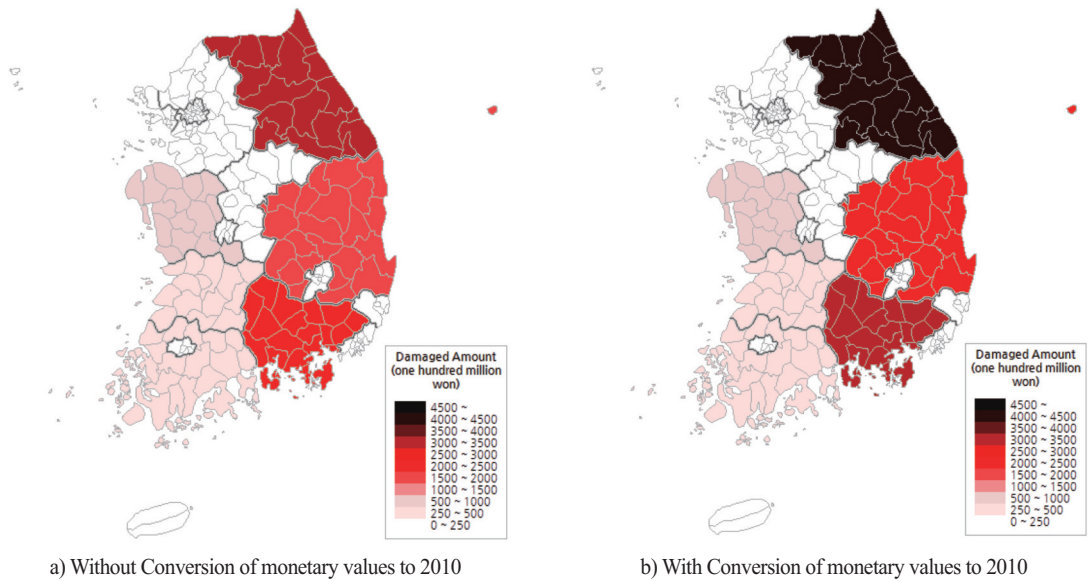 Damaged Amount
(one hundred million
won)
4500 ~
4000 ~ 4500
3500 ~ 4000
3000 ~ 3500
2500 ~ 3000
2000 ~ 2500
1500 ~ 2000
1000 ~ 1500
500 ~ 1000
250 ~ 500
0 ~ 250
Damaged Amount
(one hundred million
won)
4500 ~
4000 ~ 4500
3500 ~ 4000
3000 ~ 3500
2500 ~ 3000
2000 ~ 2500
1500 ~ 2000
1000 ~ 1500
500 ~ 1000
250 ~ 500
0 ~ 250
a) Without Conversion of monetary values to 2010
b) With Conversion of monetary values to 2010